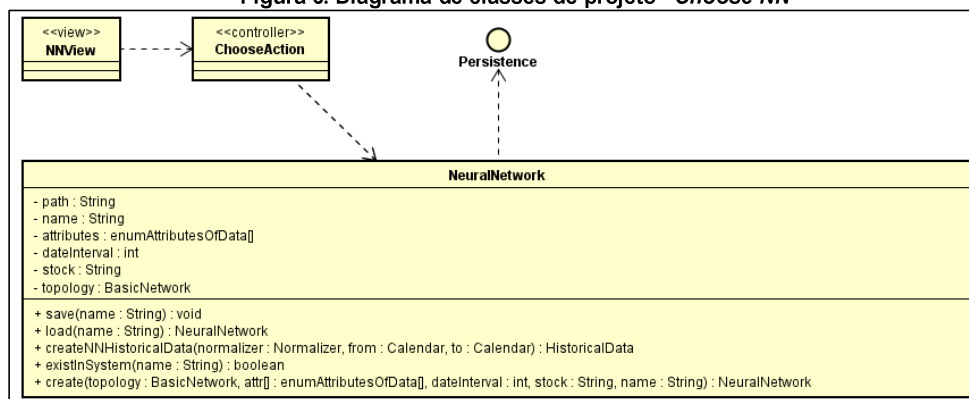 Figura 6. Diagrama de classes de projeto "Choose NN"
<<view>>
NNView
<<controller>>
ChooseAction
Persistence
NeuralNetwork
- path : String
- name : String
- attributes : enumAttributesOfData[]
- dateInterval : int
- stock : String
- topology : BasicNetwork
+ save(name : String) : void
+ load(name : String) : NeuralNetwork
+ createNNHistoricalData(normalizer : Normalizer, from : Calendar, to : Calendar) : HistoricalData
+ existInSystem(name : String) : boolean
+ create(topology : BasicNetwork, attr[] : enumAttributesOfData[], dateInterval : int, stock : String, name : String) : NeuralNetwork